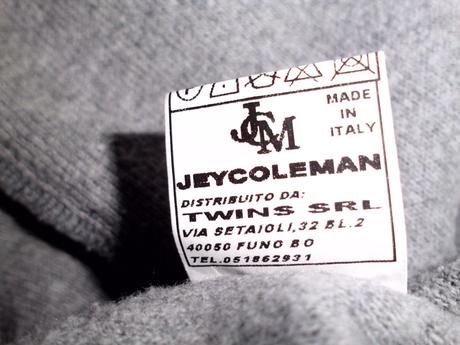 JCM
MADE
IN
ITALY
JEYCOLEMAN
DISTRIBUITO DA:
TWINS SRL
VIA SETAIOLI,32 BL.2
40050 FUNO BO
TEL.051862931